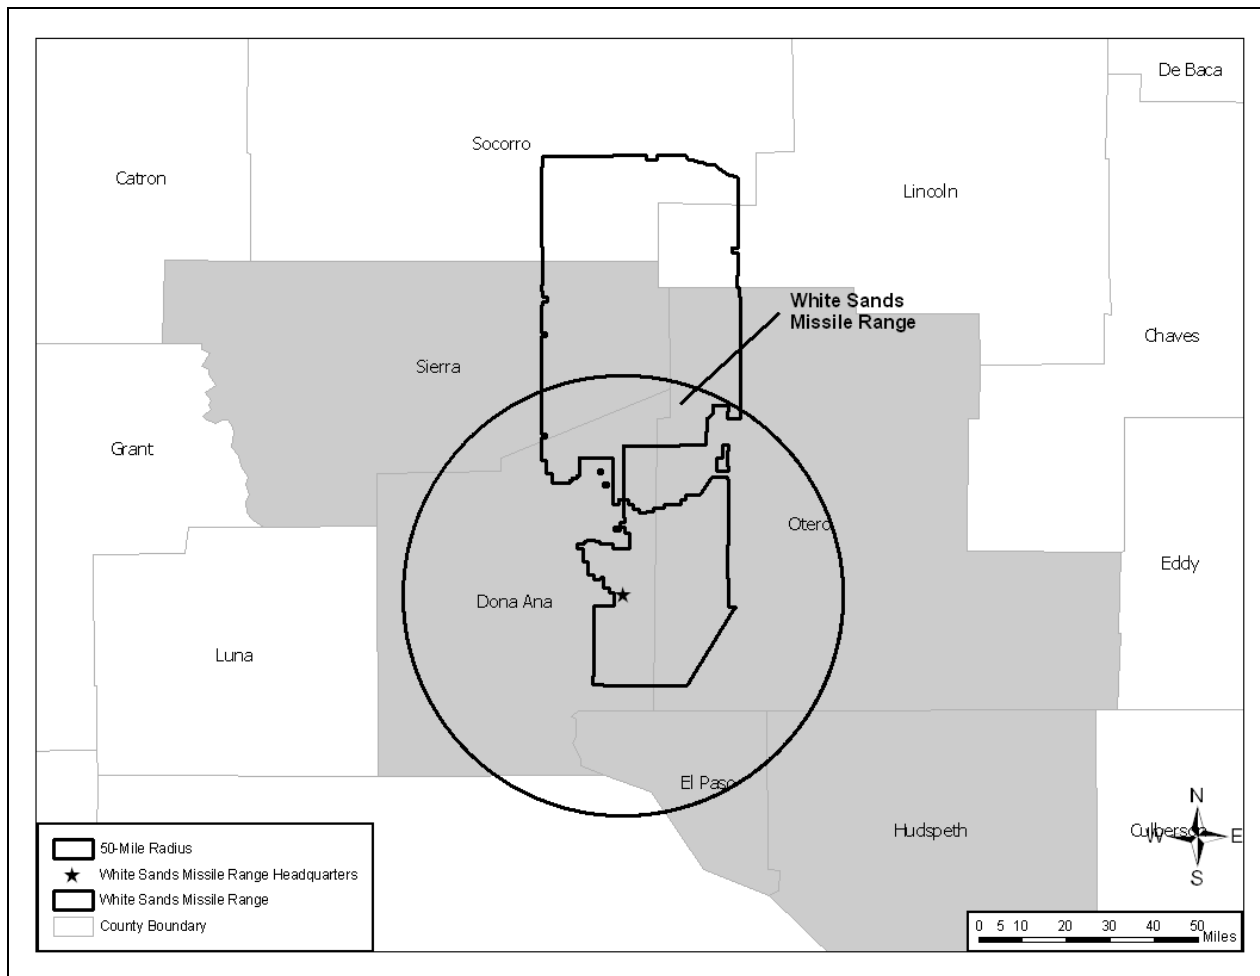 De Baca
Socorro
Catron
Lincoln
White Sands
Missile Range
Chaves
Sierra
Grant
Otero
Eddy
Dona Ana
Luna
El Paso
Hudspeth
Culberson
N
W
E
S
50-Mile Radius
White Sands Missile Range Headquarters
White Sands Missile Range
County Boundary
0 5 10 20 30 40 50
Miles